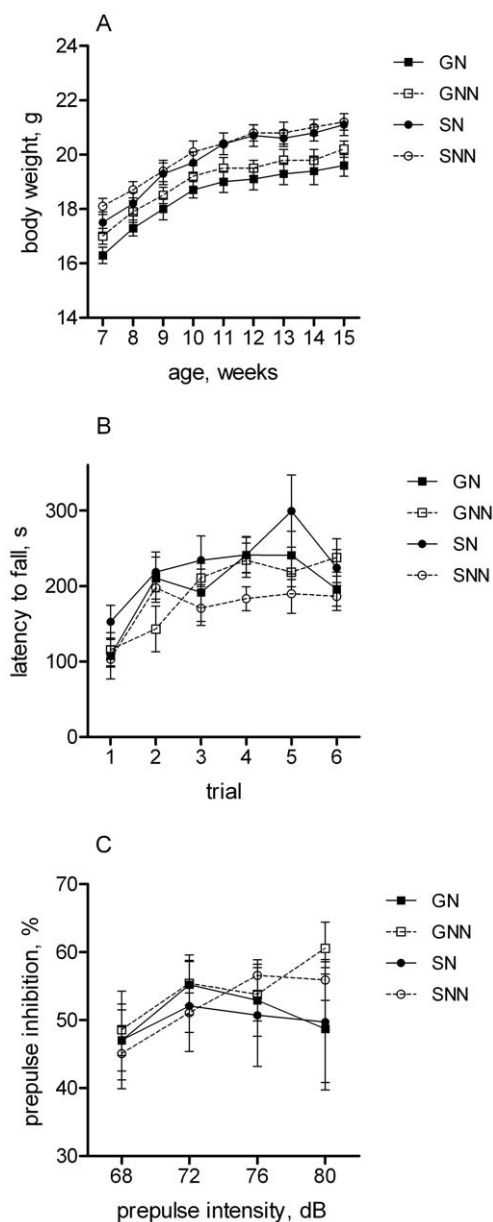 A
24
22
20
18
16
14
body weight, g
7 8 9 10 11 12 13 14 15
age, weeks
GN
GNN
SN
SNN
B
300
200
100
0
latency to fall, s
1 2 3 4 5 6
trial
GN
GNN
SN
SNN
C
70
60
50
40
30
prepulse inhibition, %
68 72 76 80
prepulse intensity, dB
GN
GNN
SN
SNN